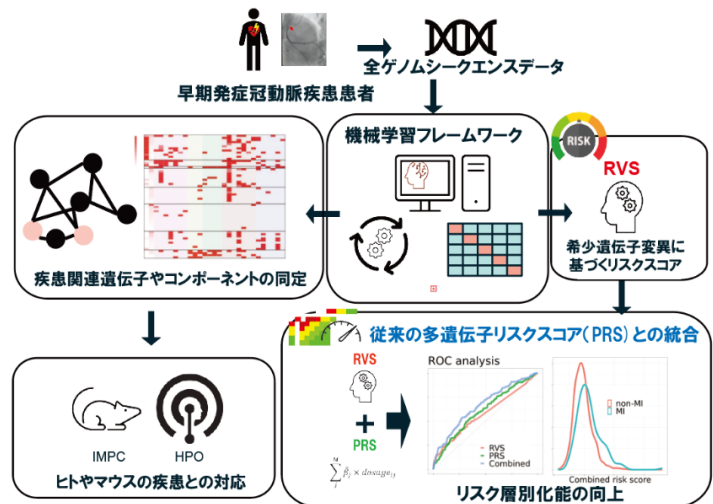 全ゲノムシークエンスデータ
早期発症冠動脈疾患患者
機械学習フレームワーク
RISK
RVS
希少遺伝子変異に
基づくリスクスコア
疾患関連遺伝子やコンポーネントの同定
従来の多遺伝子リスクスコア(PRS)との統合
RVS
+
PRS
M
∑ β̂j × dosageij
j
ROC analysis
RVS
PRS
Combined
non-MI
MI
Combined risk score
リスク層別化能の向上
IMPC
HPO
ヒトやマウスの疾患との対応